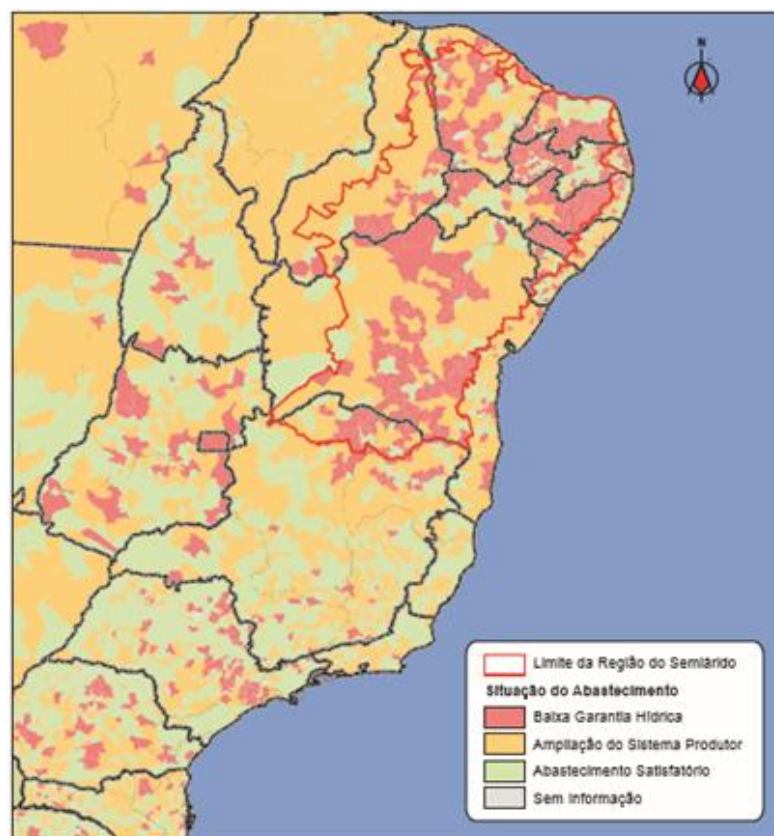 N
Limite da Região do Semiárido
Situação do Abastecimento
Baixa Garantia Hídrica
Ampliação do Sistema Produtor
Abastecimento Satisfatório
Sem Informação